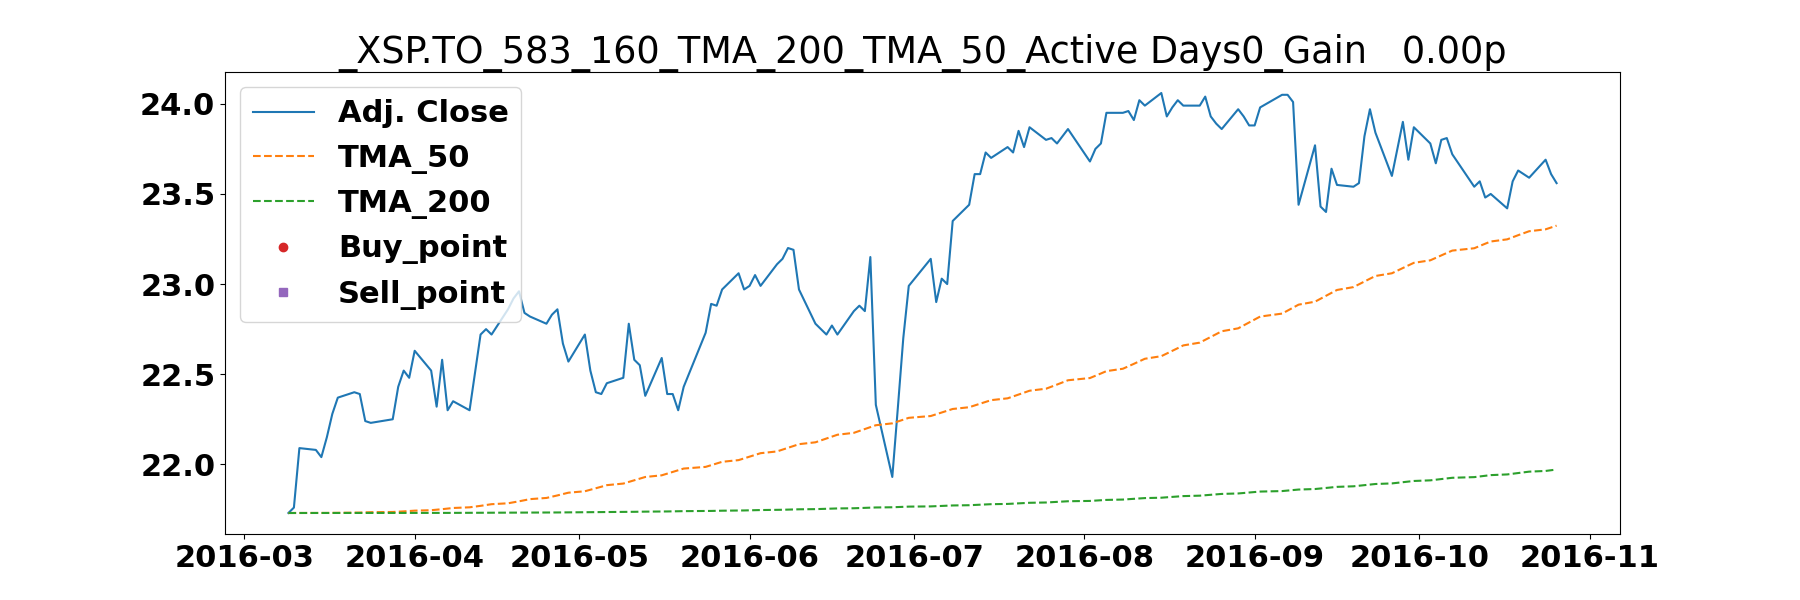 _XSP.TO_583_160_TMA_200_TMA_50_Active Days0_Gain   0.00p
24.0
23.5
23.0
22.5
22.0
Adj. Close
TMA_50
TMA_200
Buy_point
Sell_point
2016-03 2016-04 2016-05 2016-06 2016-07 2016-08 2016-09 2016-10 2016-11